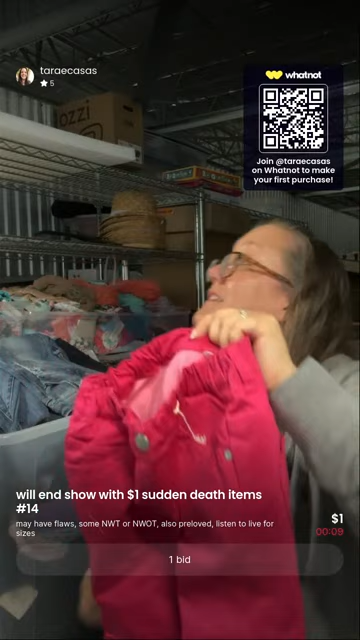 taraecasas
5
whatnot
Join @taraecasas
on Whatnot to make
your first purchase!
ozzi
will end show with $1 sudden death items
#14
may have flaws, some NWT or NWOT, also preloved, listen to live for
sizes
$1
00:09
1 bid